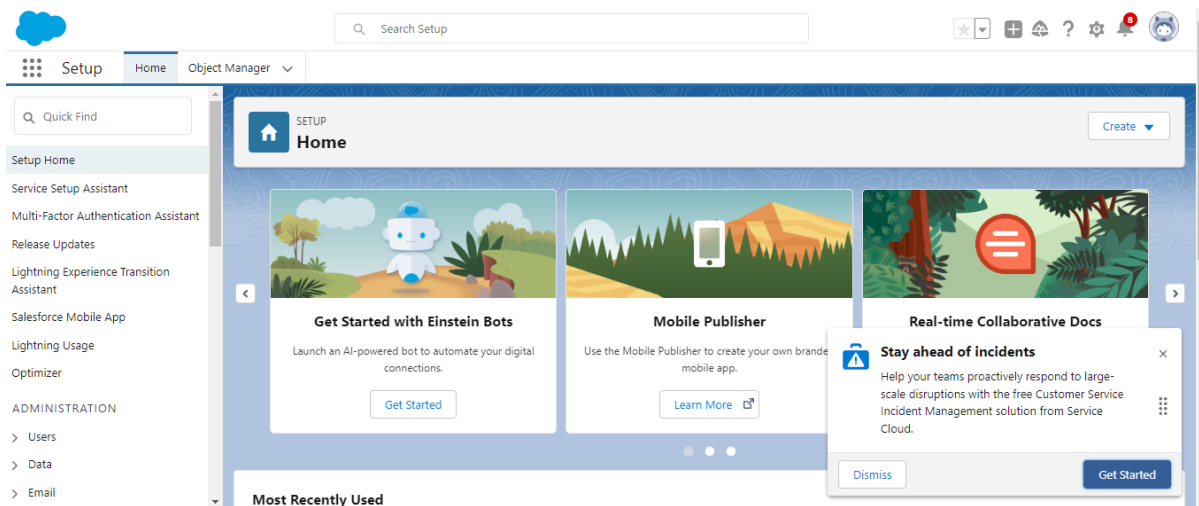 Search Setup
8
Setup
Home
Object Manager
Quick Find
Setup Home
Service Setup Assistant
Multi-Factor Authentication Assistant
Release Updates
Lightning Experience Transition
Assistant
Salesforce Mobile App
Lightning Usage
Optimizer
ADMINISTRATION
Users
Data
Email
SETUP
Home
Create
Get Started with Einstein Bots
Launch an AI-powered bot to automate your digital
connections.
Get Started
Mobile Publisher
Use the Mobile Publisher to create your own brande
mobile app.
Learn More
Real-time Collaborative Docs
Stay ahead of incidents
Help your teams proactively respond to large-
scale disruptions with the free Customer Service
Incident Management solution from Service
Cloud.
Dismiss
Get Started
Most Recently Used